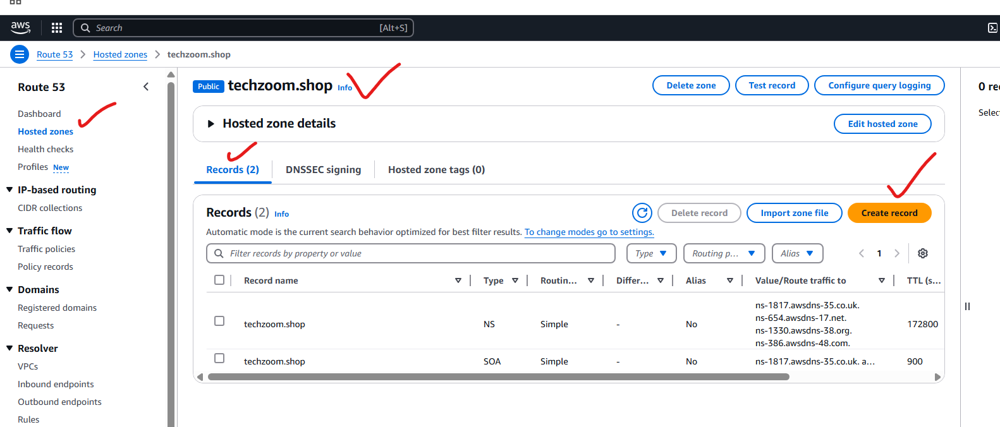 aws
Search [Alt+S]
Route 53 > Hosted zones > techzoom.shop
Route 53
Dashboard
Hosted zones
Health checks
Profiles New
IP-based routing
CIDR collections
Traffic flow
Traffic policies
Policy records
Domains
Registered domains
Requests
Resolver
VPCs
Inbound endpoints
Outbound endpoints
Rules
Public techzoom.shop Info
Delete zone Test record Configure query logging
Hosted zone details Edit hosted zone
Records (2) DNSSEC signing Hosted zone tags (0)
Records (2) Info Delete record Import zone file Create record
Automatic mode is the current search behavior optimized for best filter results. To change modes go to settings.
Filter records by property or value Type Routing p... Alias 1
Record name Type Routin... Differ... Alias Value/Route traffic to TTL (s...
techzoom.shop NS Simple - No ns-1817.awsdns-35.co.uk.
ns-654.awsdns-17.net.
ns-1330.awsdns-38.org.
ns-386.awsdns-48.com. 172800
techzoom.shop SOA Simple - No ns-1817.awsdns-35.co.uk. a... 900
0 re
Selec